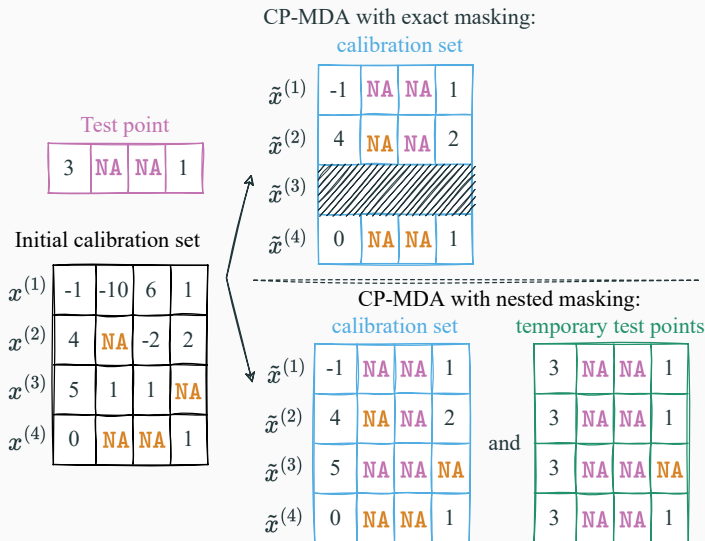 CP-MDA with exact masking:
calibration set
x̃⁽¹⁾ -1 NA NA 1
x̃⁽²⁾ 4 NA NA 2
x̃⁽³⁾
x̃⁽⁴⁾ 0 NA NA 1
Test point
3 NA NA 1
Initial calibration set
x⁽¹⁾ -1 -10 6 1
x⁽²⁾ 4 NA -2 2
x⁽³⁾ 5 1 1 NA
x⁽⁴⁾ 0 NA NA 1
CP-MDA with nested masking:
calibration set
x̃⁽¹⁾ -1 NA NA 1
x̃⁽²⁾ 4 NA NA 2
x̃⁽³⁾ 5 NA NA NA
x̃⁽⁴⁾ 0 NA NA 1
and
temporary test points
3 NA NA 1
3 NA NA 1
3 NA NA NA
3 NA NA 1